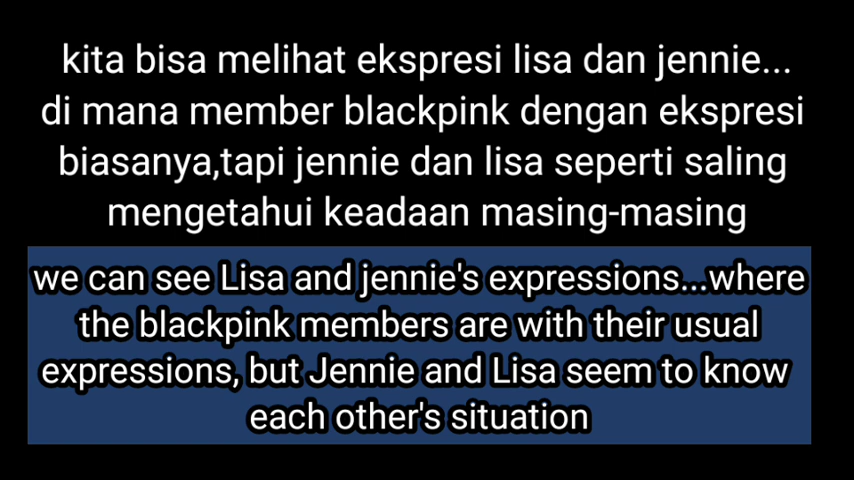 kita bisa melihat ekspresi lisa dan jennie...
di mana member blackpink dengan ekspresi
biasanya,tapi jennie dan lisa seperti saling
mengetahui keadaan masing-masing
we can see Lisa and jennie's expressions...where
the blackpink members are with their usual
expressions, but Jennie and Lisa seem to know
each other's situation